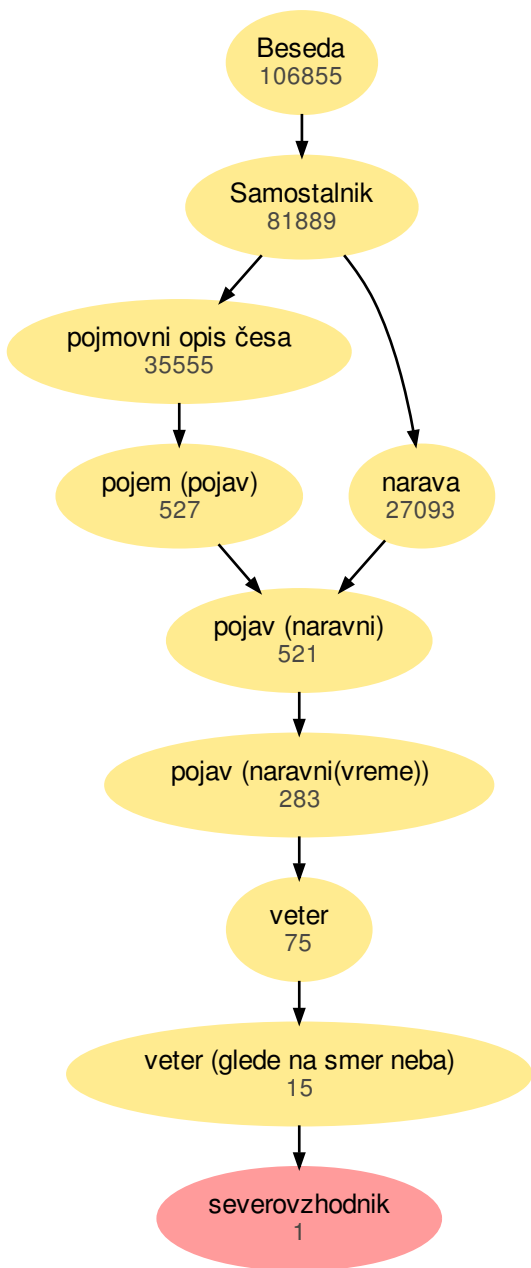 Beseda
106855
Samostalnik
81889
pojmovni opis česa
35555
pojem (pojav)
527
narava
27093
pojav (naravni)
521
pojav (naravni(vreme))
283
veter
75
veter (glede na smer neba)
15
severovzhodnik
1